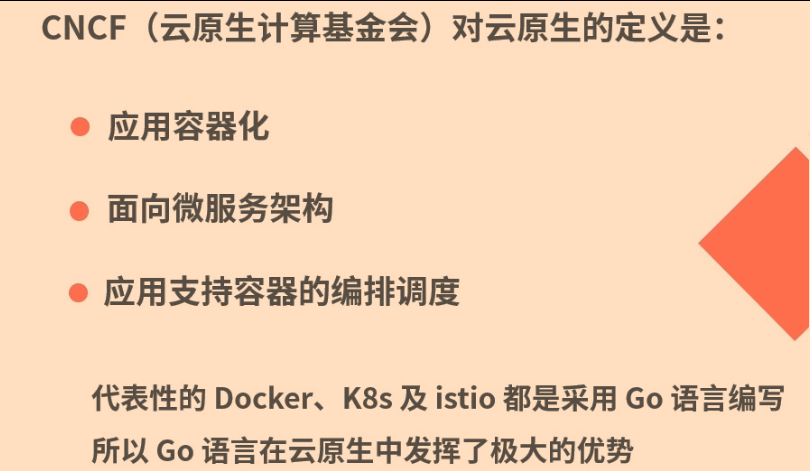 CNCF（云原生计算基金会）对云原生的定义是：
应用容器化
面向微服务架构
应用支持容器的编排调度
代表性的 Docker、K8s 及 istio 都是采用 Go 语言编写
所以 Go 语言在云原生中发挥了极大的优势